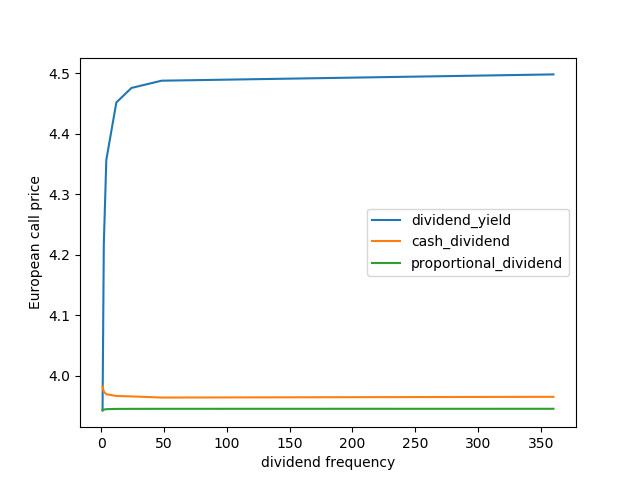 4.5
4.4
4.3
4.2
4.1
4.0
European call price
dividend_yield
cash_dividend
proportional_dividend
0 50 100 150 200 250 300 350
dividend frequency